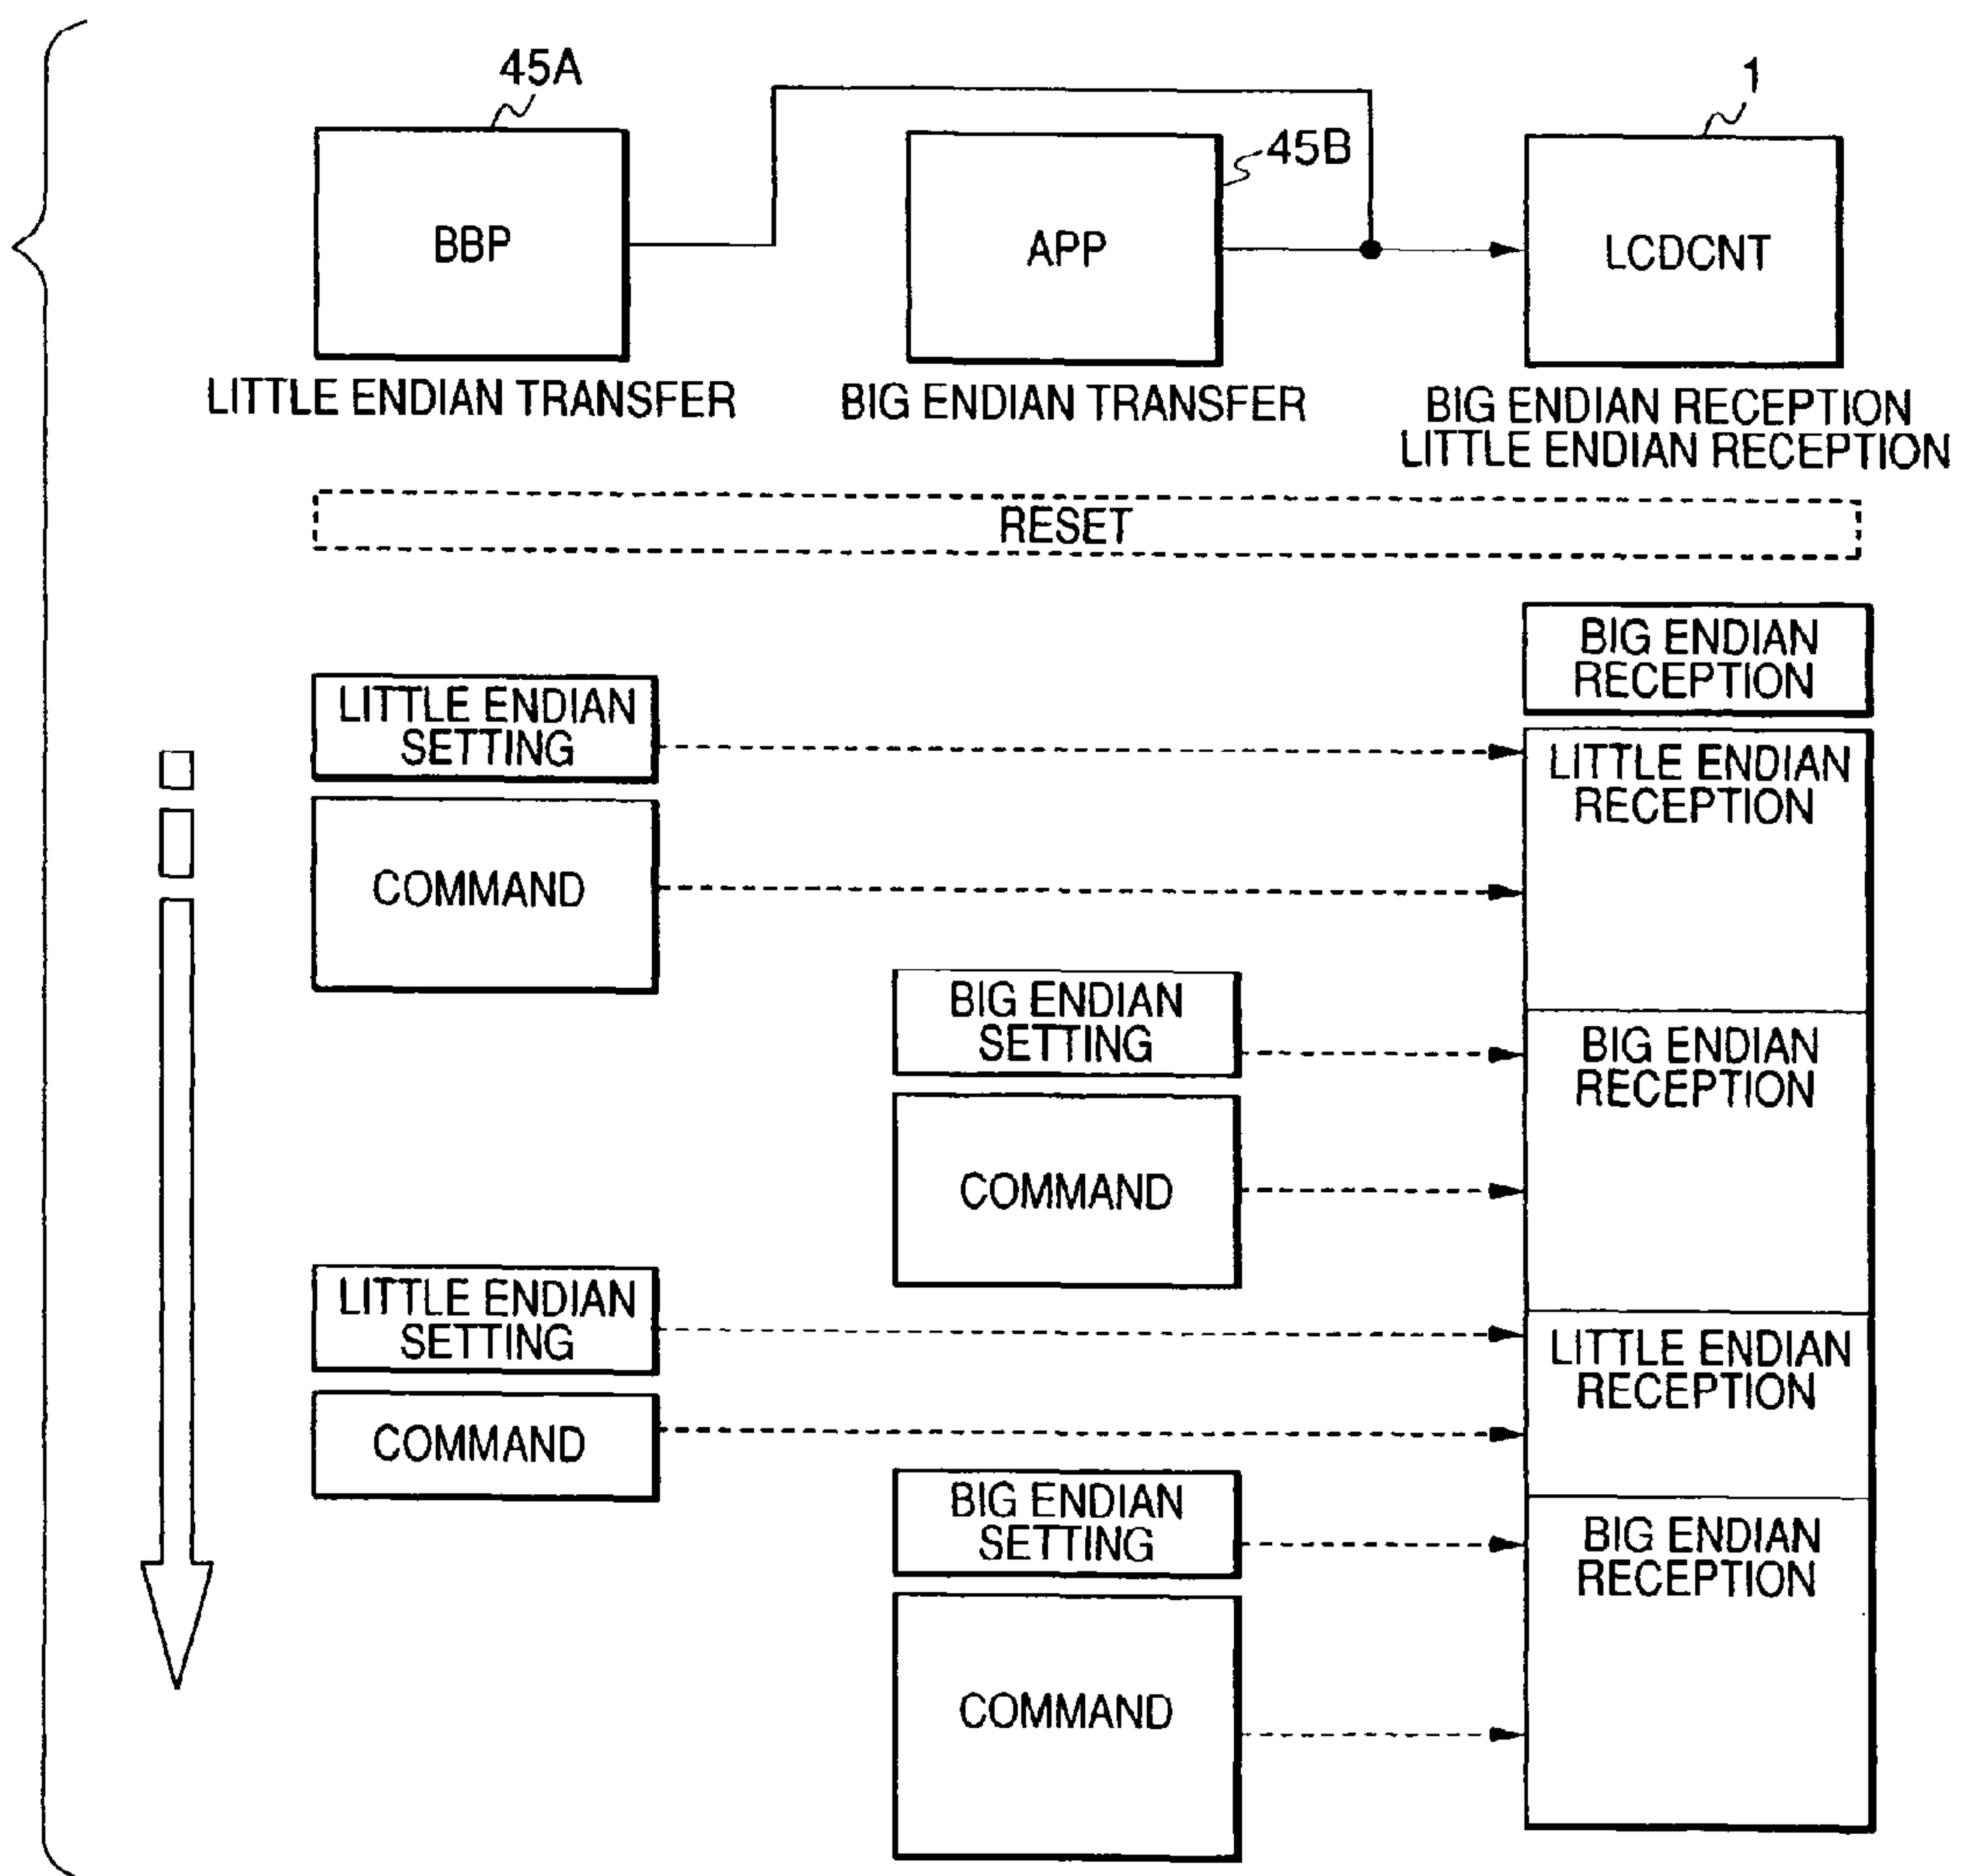 45A
1
45B
BBP
APP
LCDCNT
LITTLE ENDIAN TRANSFER
BIG ENDIAN TRANSFER
BIG ENDIAN RECEPTION
LITTLE ENDIAN RECEPTION
RESET
BIG ENDIAN
RECEPTION
LITTLE ENDIAN
SETTING
LITTLE ENDIAN
RECEPTION
COMMAND
BIG ENDIAN
SETTING
BIG ENDIAN
RECEPTION
COMMAND
LITTLE ENDIAN
SETTING
LITTLE ENDIAN
RECEPTION
COMMAND
BIG ENDIAN
SETTING
BIG ENDIAN
RECEPTION
COMMAND